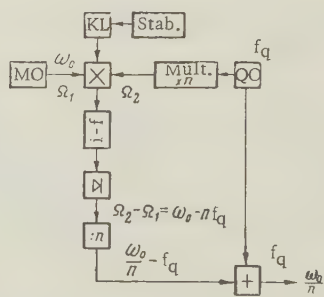 KL Stab.
MO ω₀ × Mult. ×n QO f_q
Ω₁ Ω₂
i-f
Ω₂-Ω₁=ω₀-nf_q
:n
ω₀/n - f_q
+ f_q ω₀/n